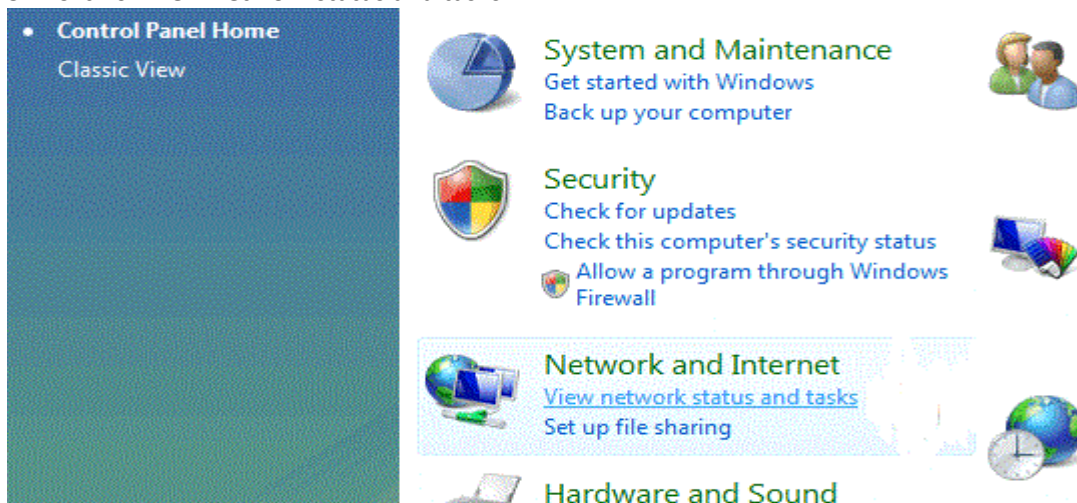 Control Panel Home
Classic View
System and Maintenance
Get started with Windows
Back up your computer
Security
Check for updates
Check this computer's security status
Allow a program through Windows
Firewall
Network and Internet
View network status and tasks
Set up file sharing
Hardware and Sound